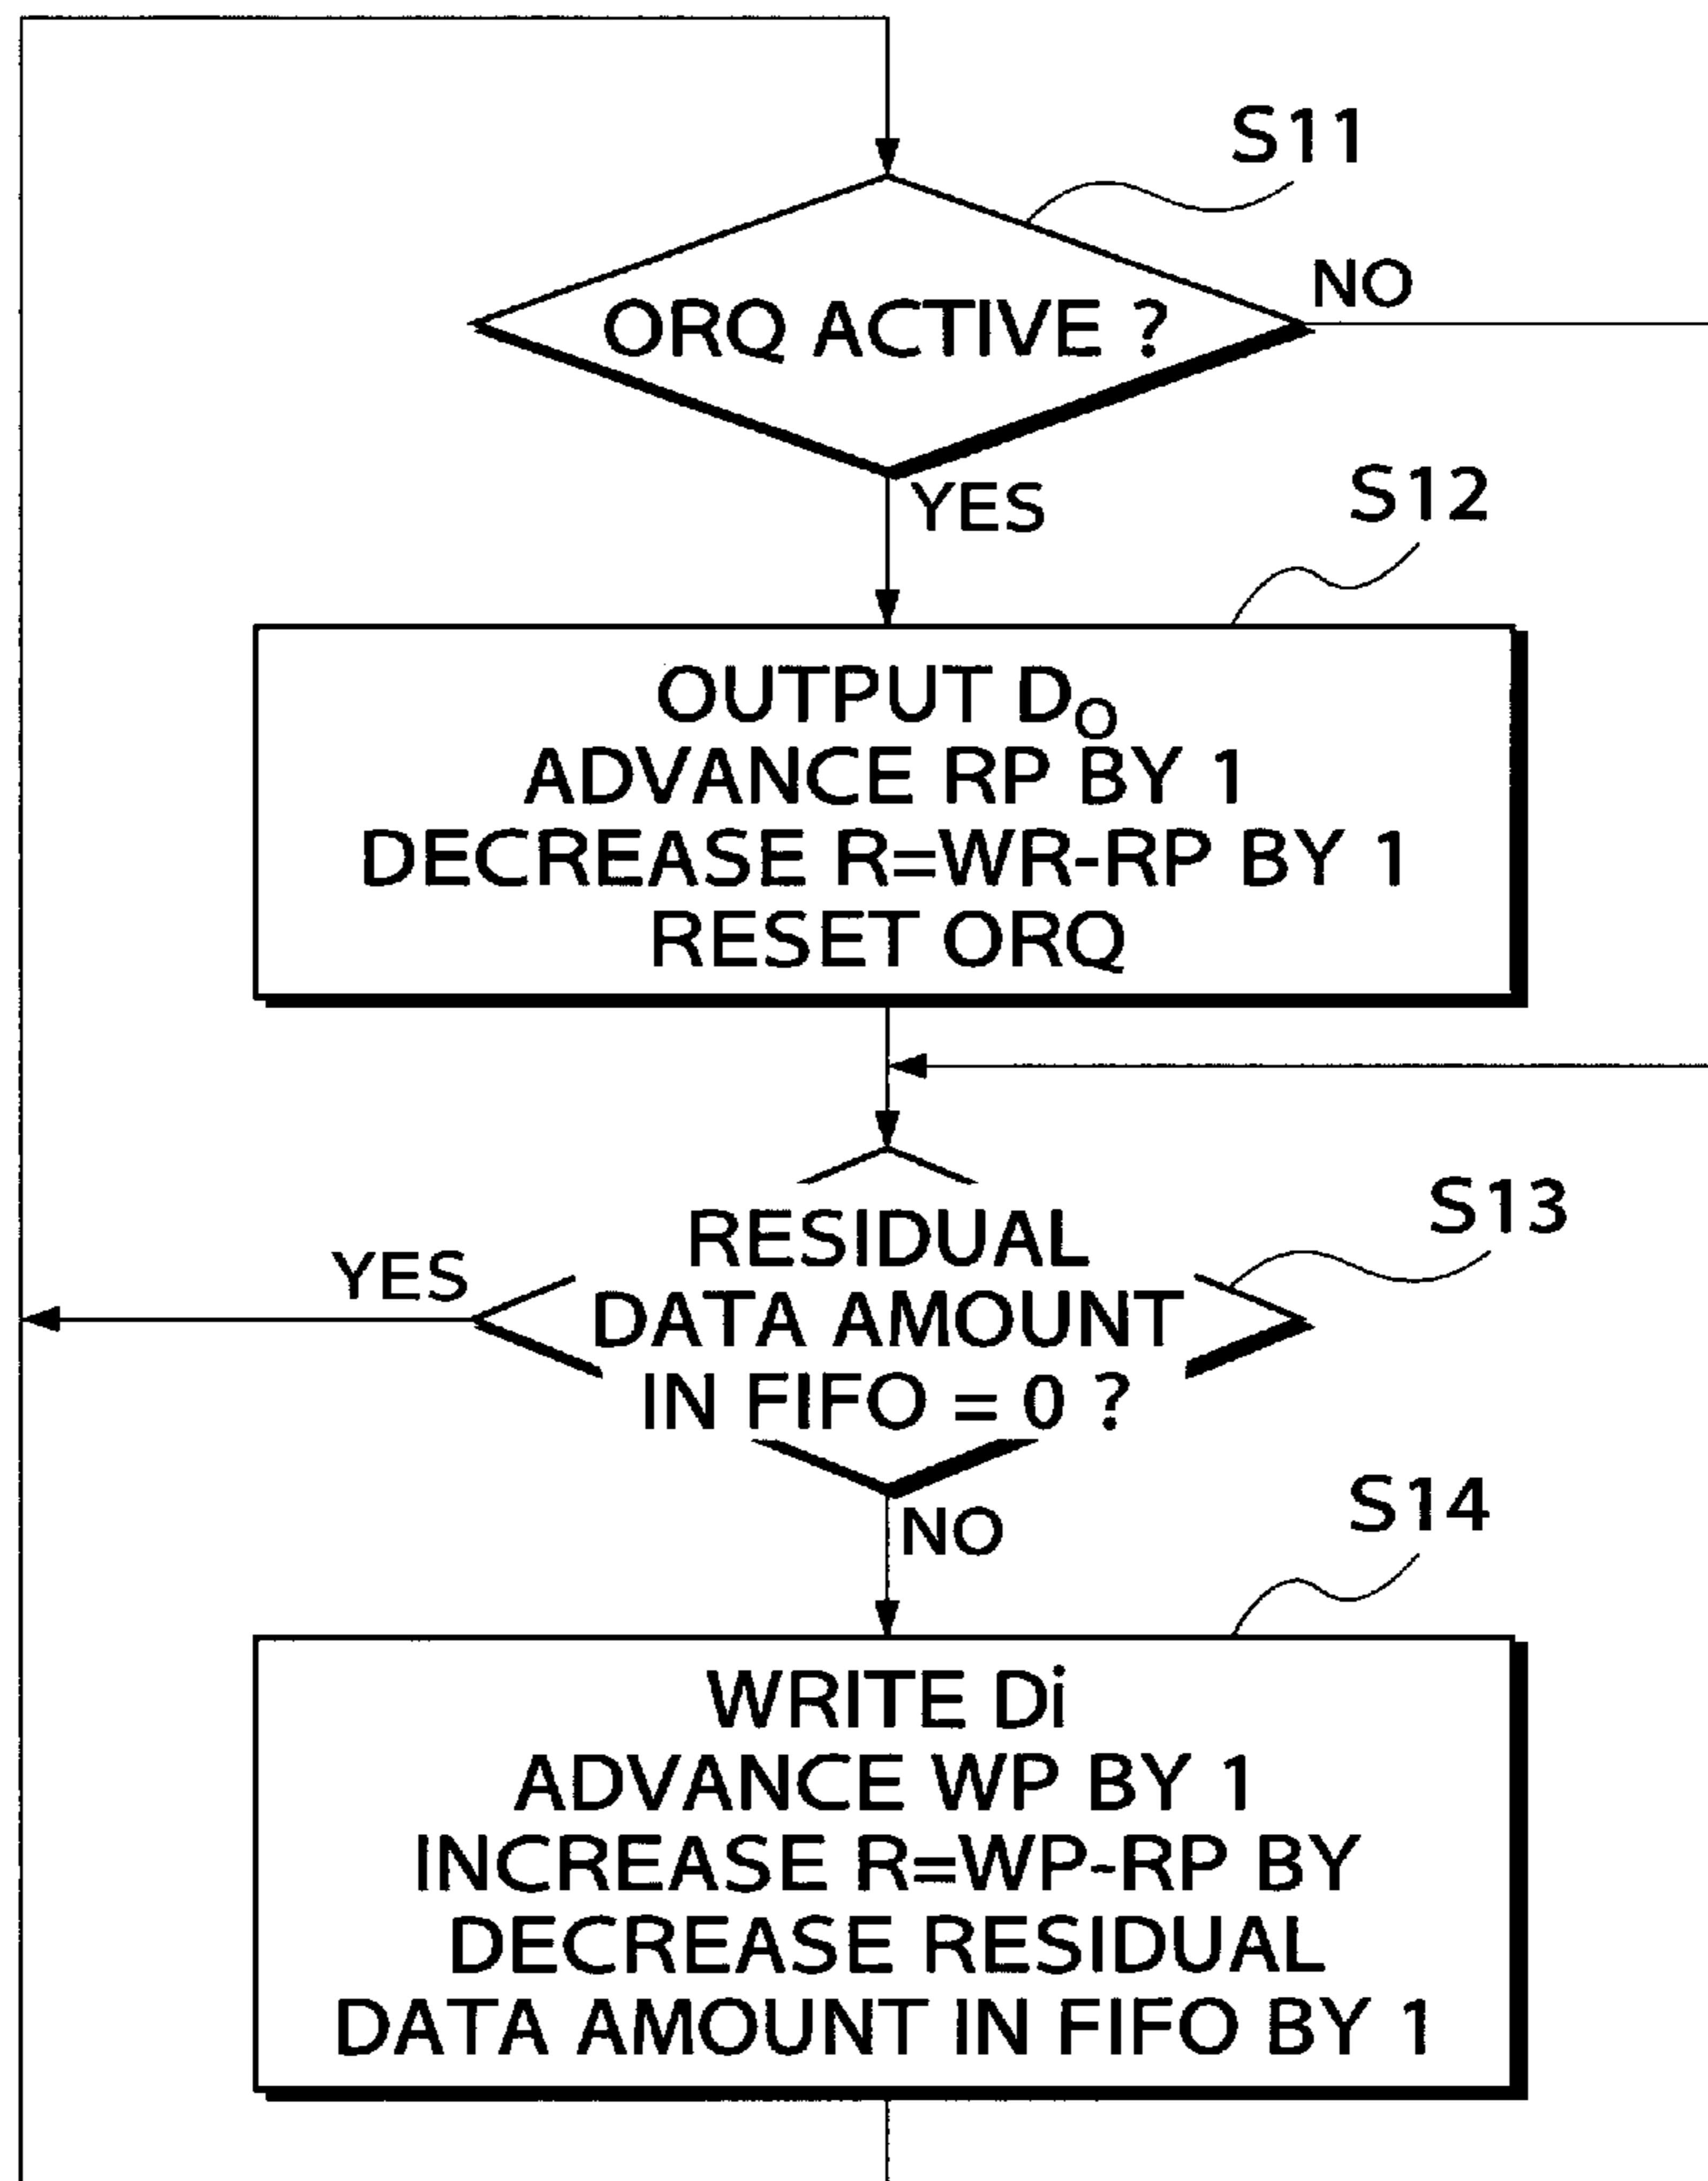 S11
ORQ ACTIVE ?
NO
YES
S12
OUTPUT DO
ADVANCE RP BY 1
DECREASE R=WR-RP BY 1
RESET ORQ
S13
YES
RESIDUAL
DATA AMOUNT
IN FIFO = 0 ?
NO
S14
WRITE Di
ADVANCE WP BY 1
INCREASE R=WP-RP BY
DECREASE RESIDUAL
DATA AMOUNT IN FIFO BY 1